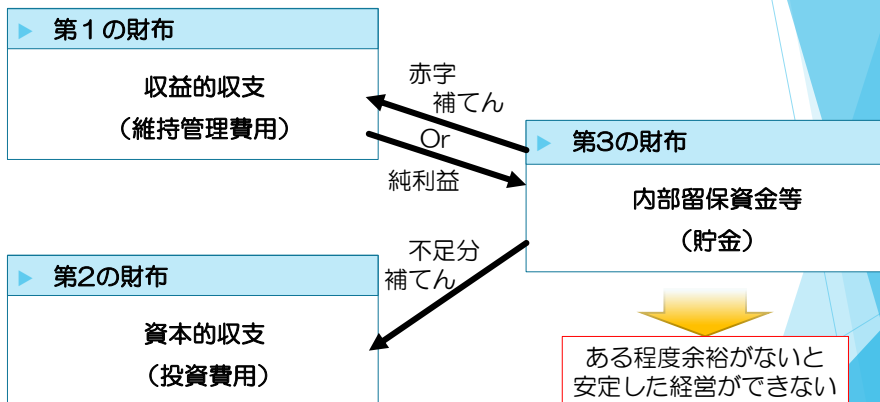 第１の財布
収益的収支
（維持管理費用）
赤字
補てん
Or
純利益
第3の財布
内部留保資金等
（貯金）
不足分
補てん
第2の財布
資本的収支
（投資費用）
ある程度余裕がないと
安定した経営ができない